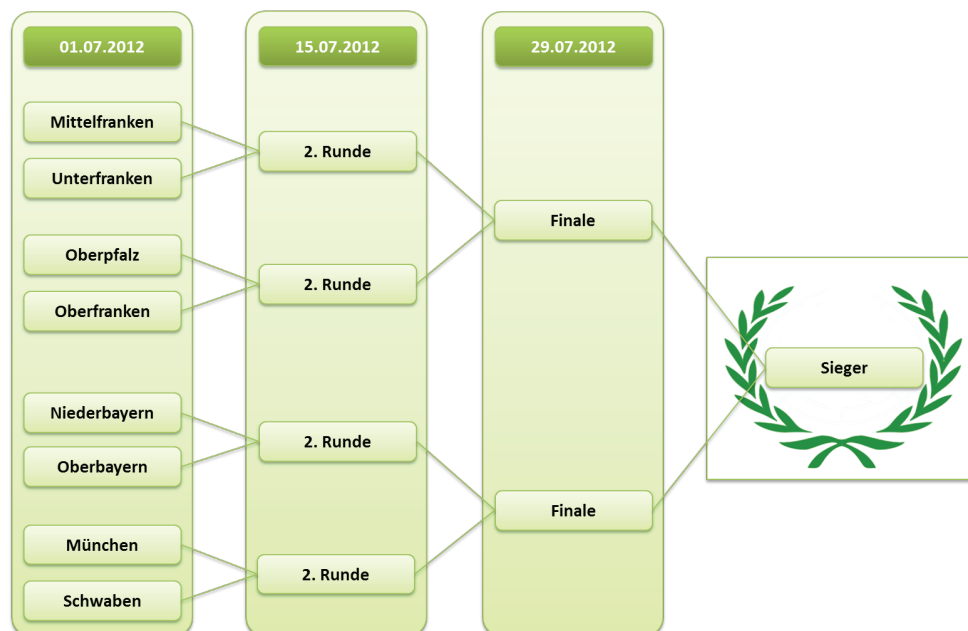 01.07.2012
15.07.2012
29.07.2012
Mittelfranken
Unterfranken
Oberpfalz
Oberfranken
Niederbayern
Oberbayern
München
Schwaben
2. Runde
2. Runde
2. Runde
2. Runde
Finale
Finale
Sieger